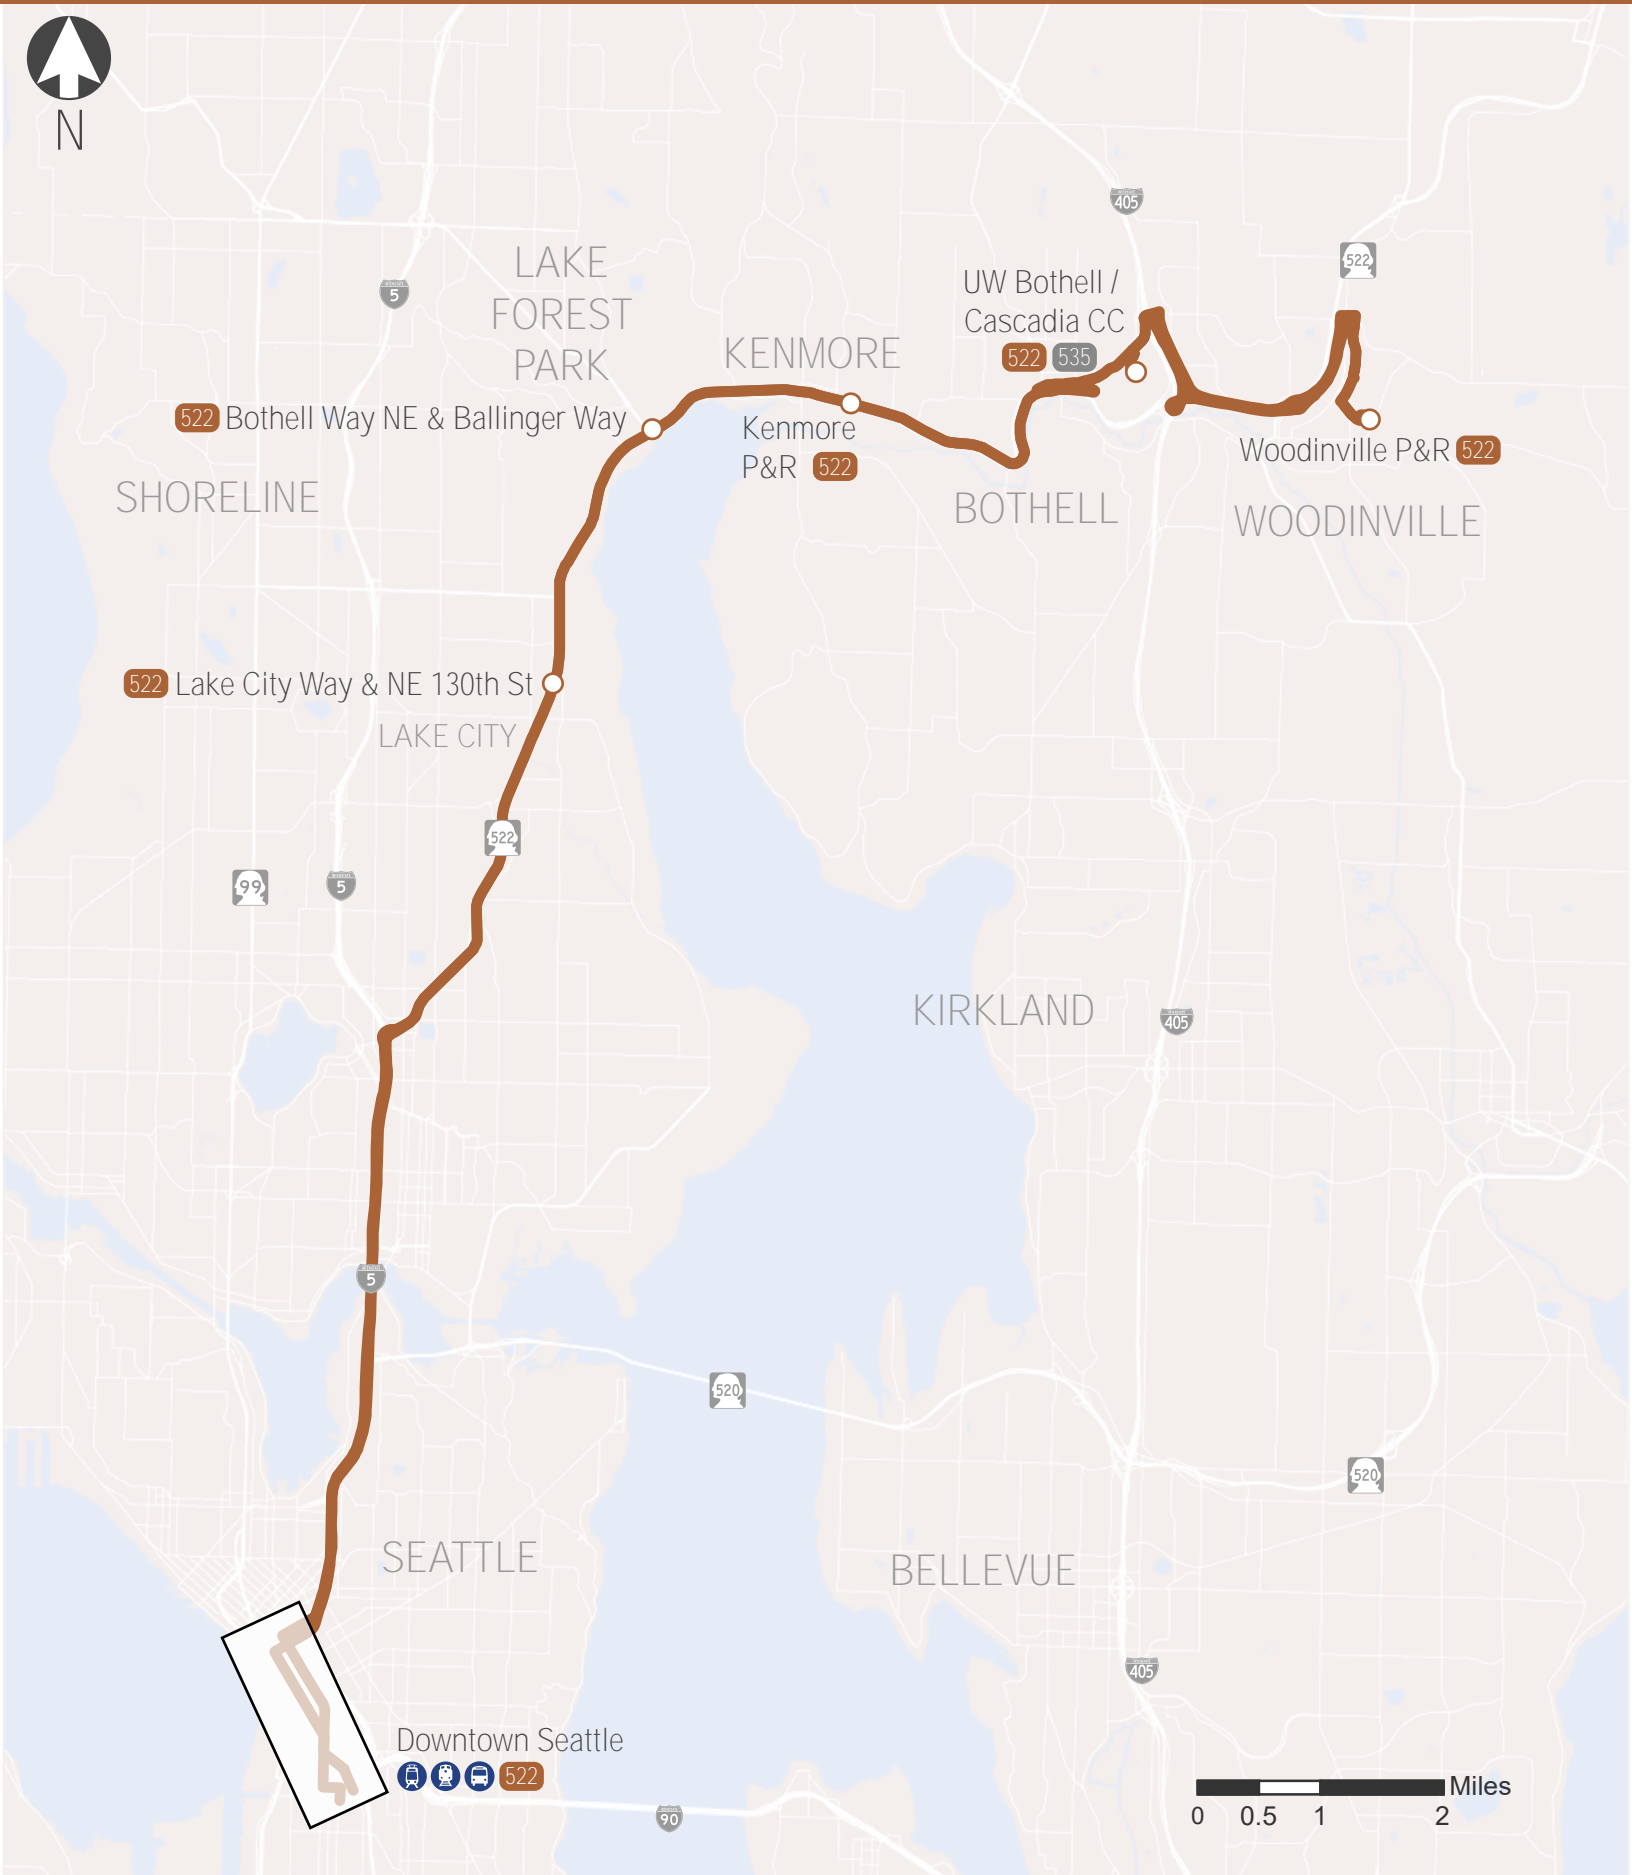 N
405
522
5
LAKE
FOREST
PARK
UW Bothell /
Cascadia CC
522 535
KENMORE
522 Bothell Way NE & Ballinger Way
Kenmore
P&R 522
Woodinville P&R 522
SHORELINE
BOTHELL
WOODINVILLE
522 Lake City Way & NE 130th St
LAKE CITY
522
99
5
KIRKLAND
405
5
520
520
SEATTLE
BELLEVUE
405
Downtown Seattle
522
90
Miles
0 0.5 1 2